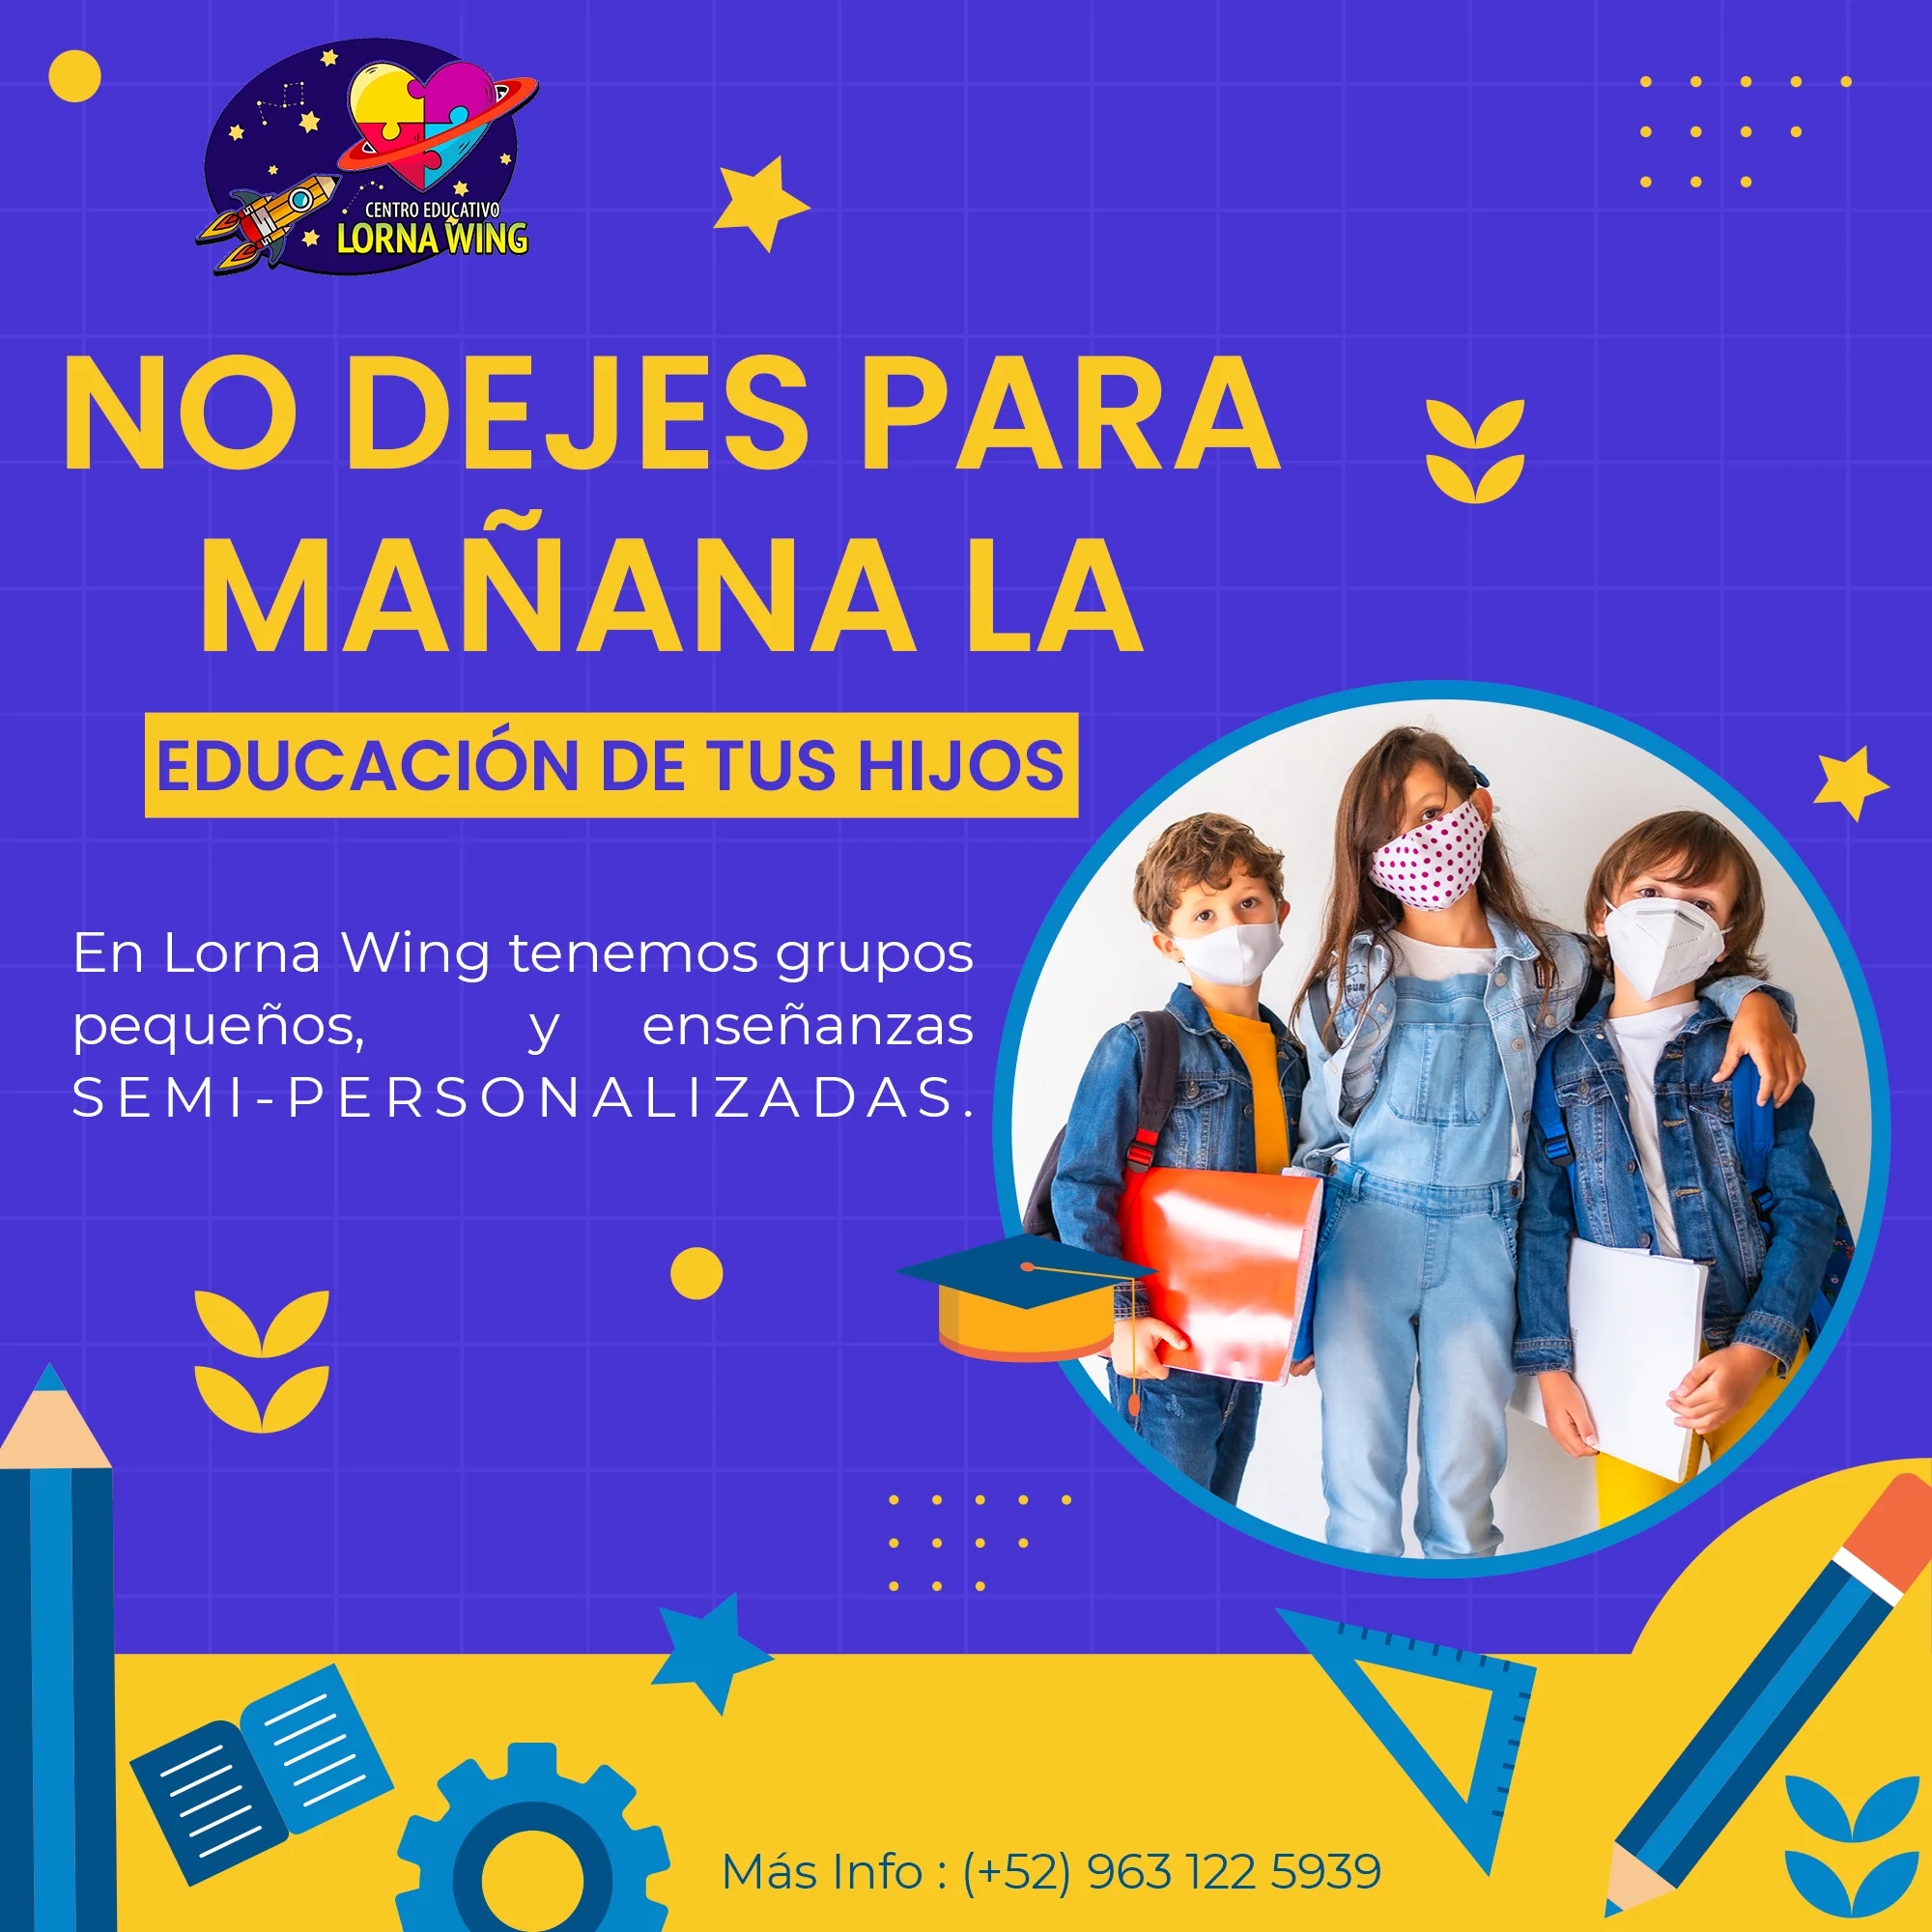 CENTRO EDUCATIVO
LORNA WING
NO DEJES PARA
MAÑANA LA
EDUCACIÓN DE TUS HIJOS
En Lorna Wing tenemos grupos
pequeños, y enseñanzas
SEMI-PERSONALIZADAS.
Más Info : (+52) 963 122 5939